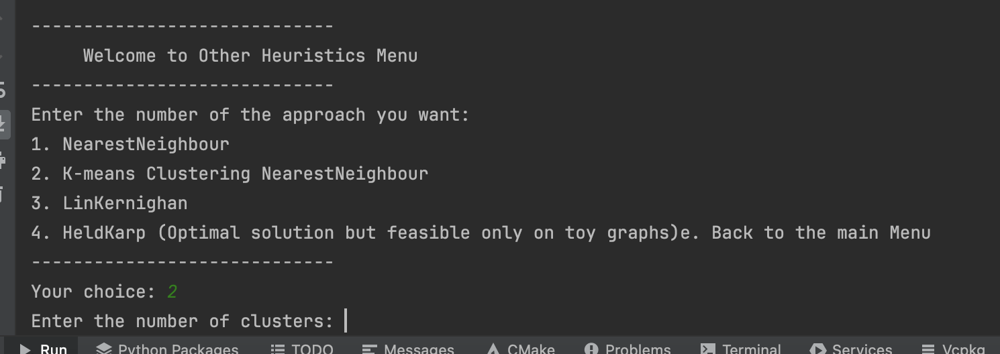 -----------------------------
Welcome to Other Heuristics Menu
-----------------------------
Enter the number of the approach you want:
1. NearestNeighbour
2. K-means Clustering NearestNeighbour
3. LinKernighan
4. HeldKarp (Optimal solution but feasible only on toy graphs)e. Back to the main Menu
-----------------------------
Your choice: 2
Enter the number of clusters:
Run Python Packages TODO Messages CMake Problems Terminal Services Vcpkg